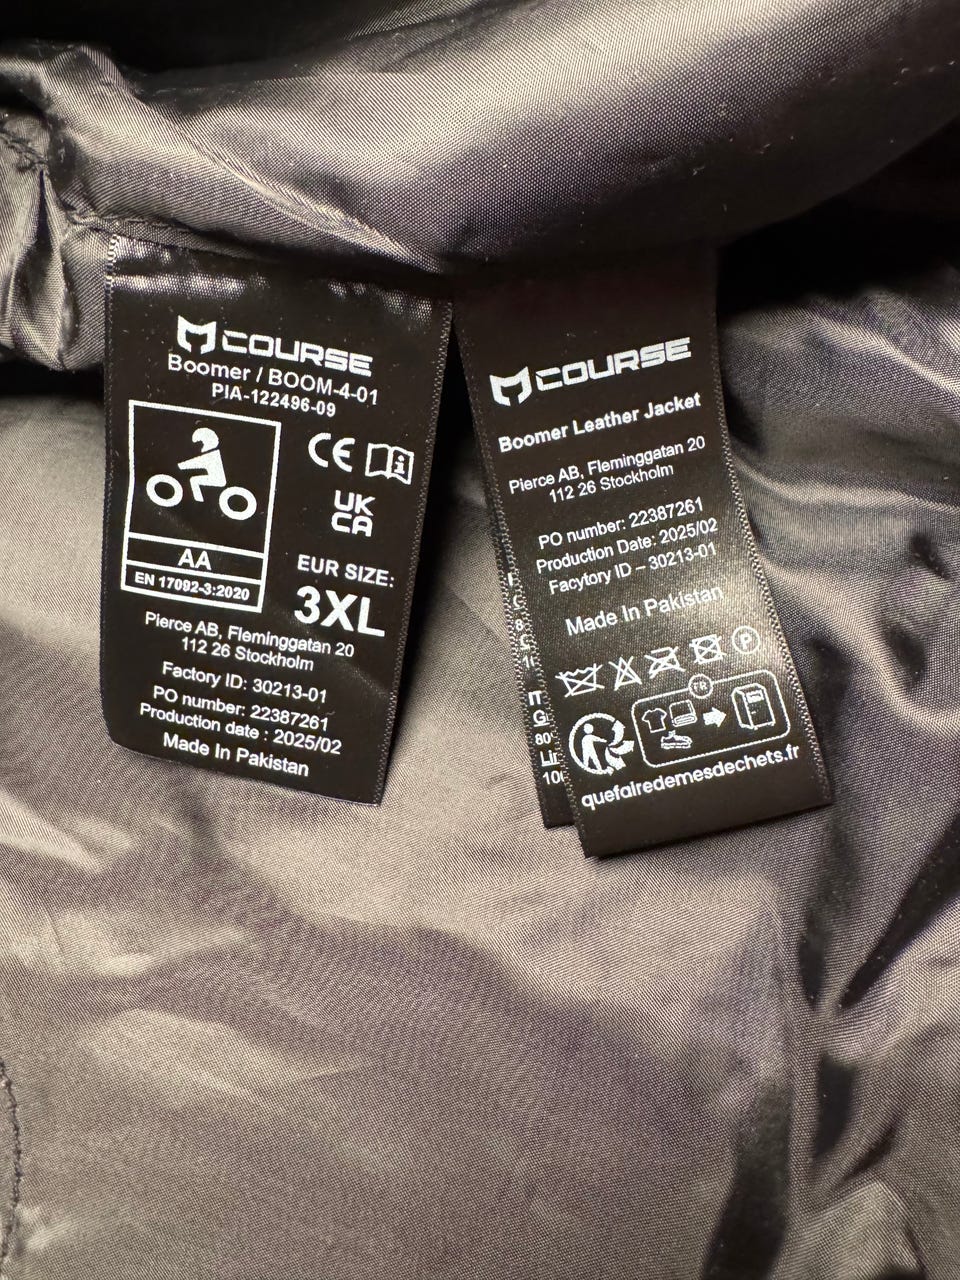 COURSE
Boomer / BOOM-4-01
PIA-122496-09
CE
UK
CA
AA
EN 17092-3:2020
EUR SIZE:
3XL
Pierce AB, Fleminggatan 20
112 26 Stockholm
Factory ID: 30213-01
PO number: 22387261
Production date : 2025/02
Made In Pakistan
COURSE
Boomer Leather Jacket
Pierce AB, Fleminggatan 20
112 26 Stockholm
PO number: 22387261
Production Date: 2025/02
Facytory ID – 30213-01
Made In Pakistan
P
FR
quefairedemesdechets.fr
IT